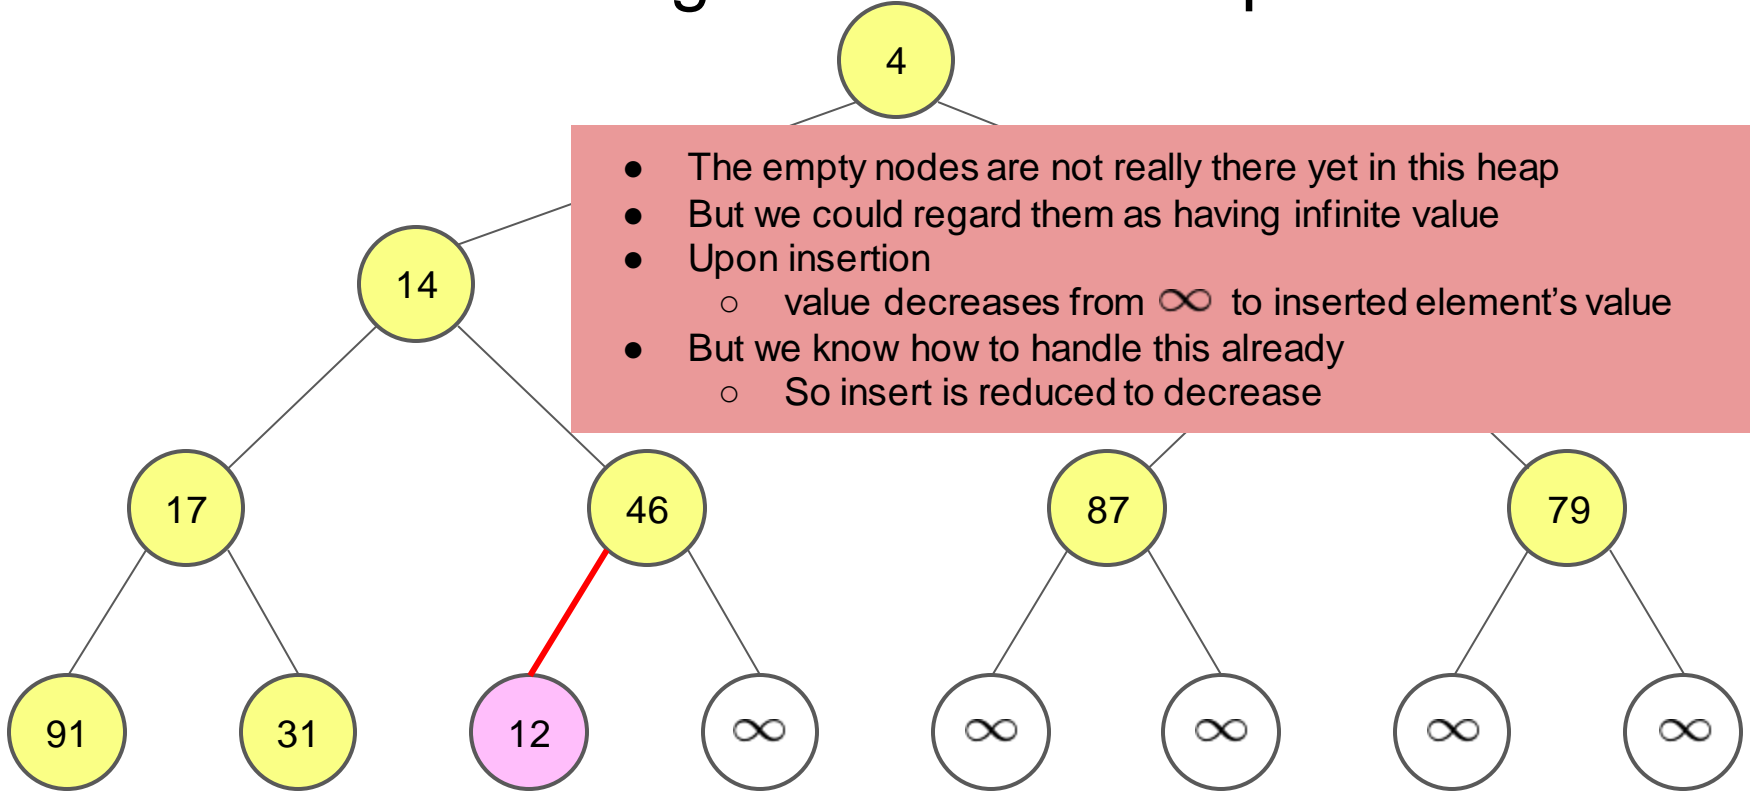 4
● The empty nodes are not really there yet in this heap
● But we could regard them as having infinite value
● Upon insertion
○ value decreases from ∞ to inserted element's value
● But we know how to handle this already
○ So insert is reduced to decrease
14
17 46 87 79
91 31 12 ∞ ∞ ∞ ∞ ∞